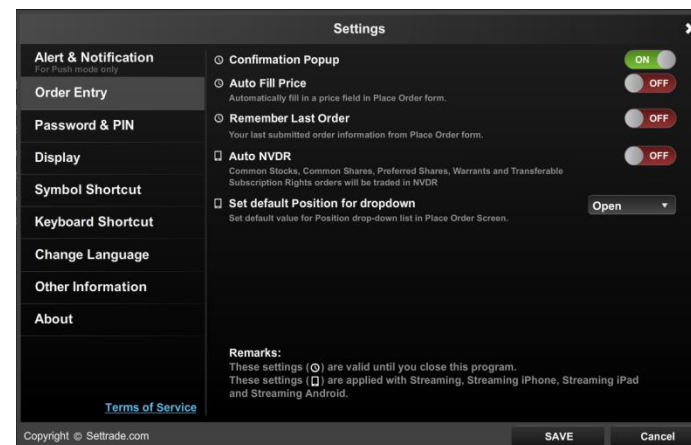 Settings
Alert & Notification
For Push mode only
Order Entry
Password & PIN
Display
Symbol Shortcut
Keyboard Shortcut
Change Language
Other Information
About
Terms of Service
Confirmation Popup
ON
Auto Fill Price
OFF
Automatically fill in a price field in Place Order form.
Remember Last Order
OFF
Your last submitted order information from Place Order form.
Auto NVDR
OFF
Common Stocks, Common Shares, Preferred Shares, Warrants and Transferable
Subscription Rights orders will be traded in NVDR
Set default Position for dropdown
Open
Set default value for Position drop-down list in Place Order Screen.
Remarks:
These settings ( ) are valid until you close this program.
These settings ( ) are applied with Streaming, Streaming iPhone, Streaming iPad
and Streaming Android.
Copyright © Settrade.com
SAVE
Cancel